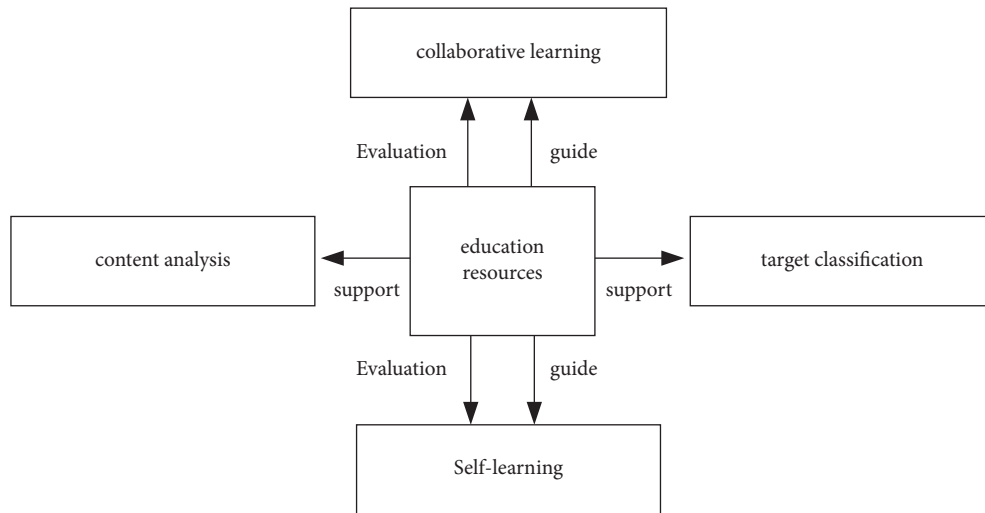 collaborative learning
Evaluation
guide
content analysis
education
resources
target classification
support
support
Evaluation
guide
Self-learning